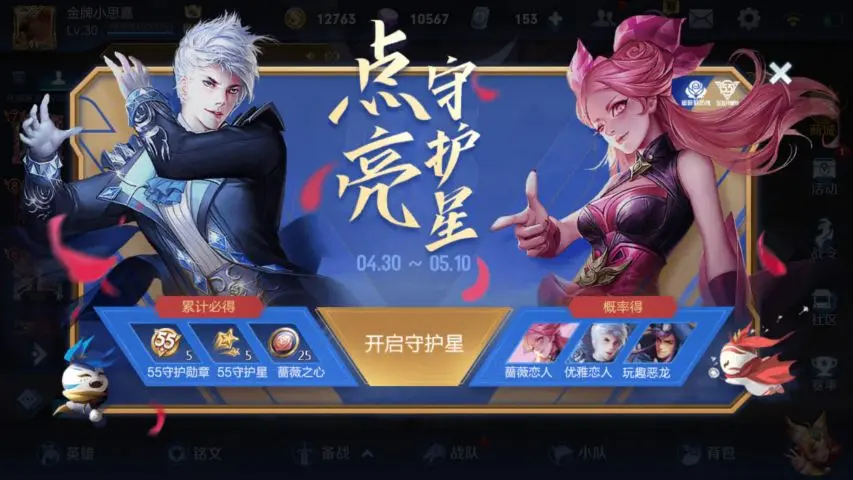 金牌小思嘉
Lv.30
12763
10567
153
点亮
守护星
04.30 ~ 05.10
累计必得
概率得
55
5
5
25
55守护勋章
55守护星
蔷薇之心
开启守护星
蔷薇恋人
优雅恋人
玩趣恶龙
商城
活动
社区
赛事
英雄
铭文
备战
战队
小队
背包